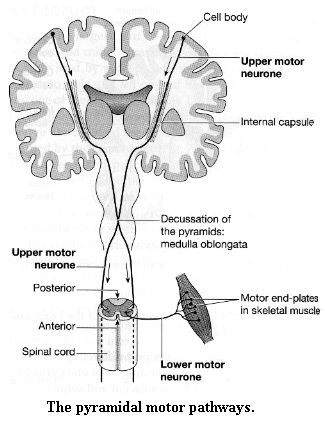 Cell body
Upper motor
neurone
Internal capsule
Decussation of
the pyramids:
medulla oblongata
Upper motor
neurone
Posterior
Motor end-plates
in skeletal muscle
Anterior
Spinal cord
Lower motor
neurone
The pyramidal motor pathways.